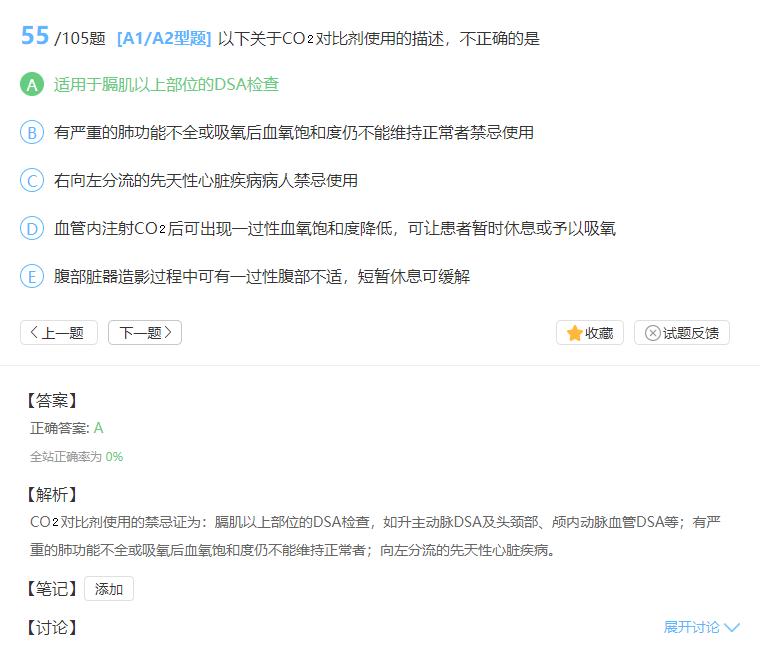 55 /105题 [A1/A2型题] 以下关于CO2对比剂使用的描述，不正确的是
A 适用于膈肌以上部位的DSA检查
B 有严重的肺功能不全或吸氧后血氧饱和度仍不能维持正常者禁忌使用
C 右向左分流的先天性心脏疾病病人禁忌使用
D 血管内注射CO2后可出现一过性血氧饱和度降低，可让患者暂时休息或予以吸氧
E 腹部脏器造影过程中可有一过性腹部不适，短暂休息可缓解
上一题 下一题 收藏 试题反馈
【答案】
正确答案: A
全站正确率为 0%
【解析】
CO2对比剂使用的禁忌证为：膈肌以上部位的DSA检查，如升主动脉DSA及头颈部、颅内动脉血管DSA等；有严
重的肺功能不全或吸氧后血氧饱和度仍不能维持正常者；向左分流的先天性心脏疾病。
【笔记】 添加
【讨论】 展开讨论